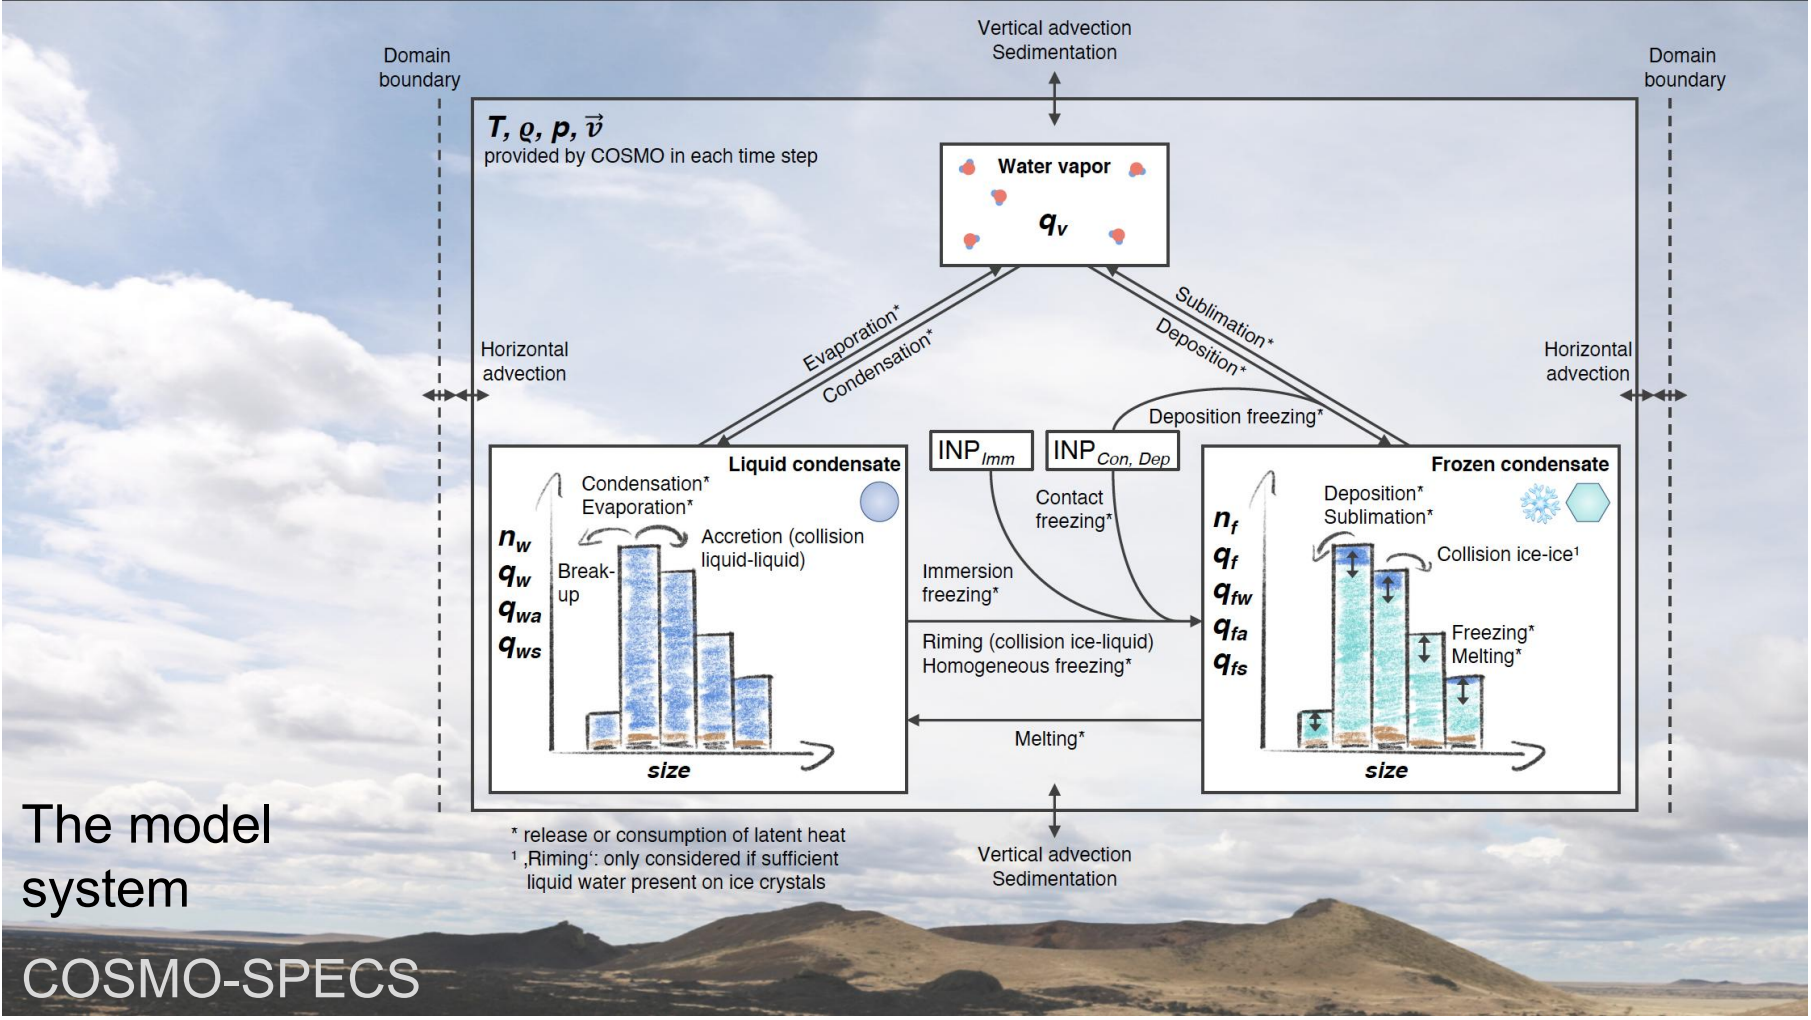 Vertical advection
Sedimentation
Domain
boundary
Domain
boundary
T, ϱ, p, v⃗
provided by COSMO in each time step
Water vapor
qv
Evaporation*
Condensation*
Sublimation*
Deposition*
Horizontal
advection
Horizontal
advection
Deposition freezing*
INP Imm
INP Con, Dep
Liquid condensate
Condensation*
Evaporation*
Accretion (collision
liquid-liquid)
Break-
up
nw
qw
qwa
qws
size
Contact
freezing*
Immersion
freezing*
Riming (collision ice-liquid)
Homogeneous freezing*
Melting*
Frozen condensate
Deposition*
Sublimation*
Collision ice-ice¹
Freezing*
Melting*
nf
qf
qfw
qfa
qfs
size
* release or consumption of latent heat
¹ ‚Riming‘: only considered if sufficient
liquid water present on ice crystals
Vertical advection
Sedimentation
The model
system
COSMO-SPECS